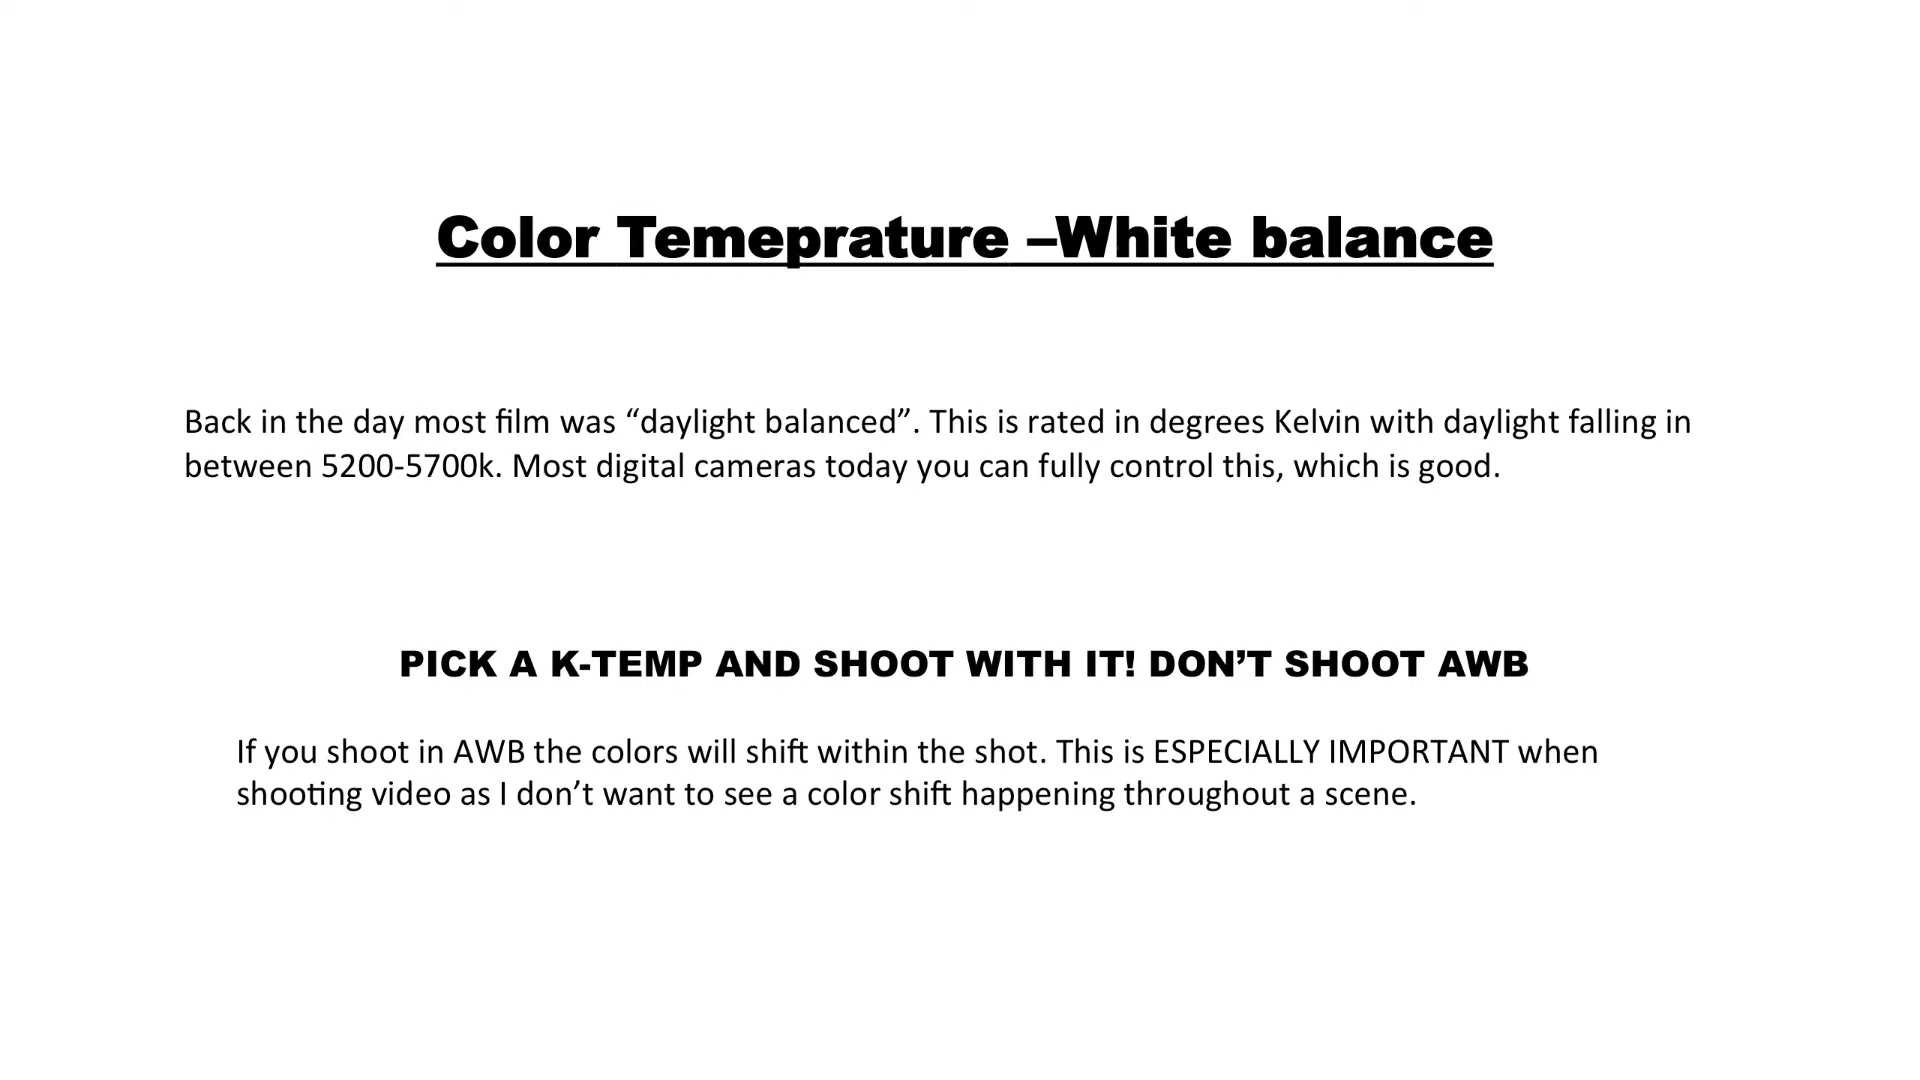 Color Temeprature –White balance
Back in the day most film was “daylight balanced”. This is rated in degrees Kelvin with daylight falling in
between 5200-5700k. Most digital cameras today you can fully control this, which is good.
PICK A K-TEMP AND SHOOT WITH IT! DON’T SHOOT AWB
If you shoot in AWB the colors will shift within the shot. This is ESPECIALLY IMPORTANT when
shooting video as I don’t want to see a color shift happening throughout a scene.